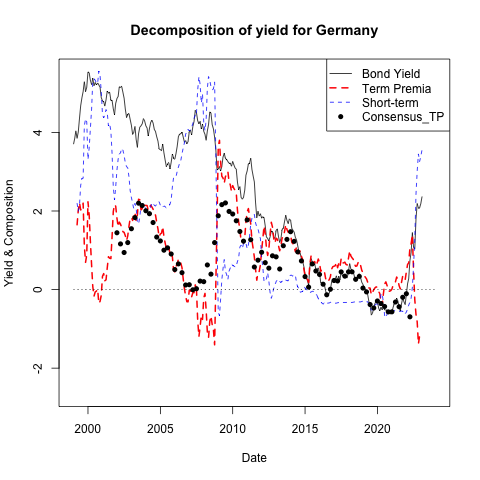 Decomposition of yield for Germany
Bond Yield
Term Premia
Short-term
Consensus_TP
Yield & Composition
4
2
0
-2
2000 2005 2010 2015 2020
Date